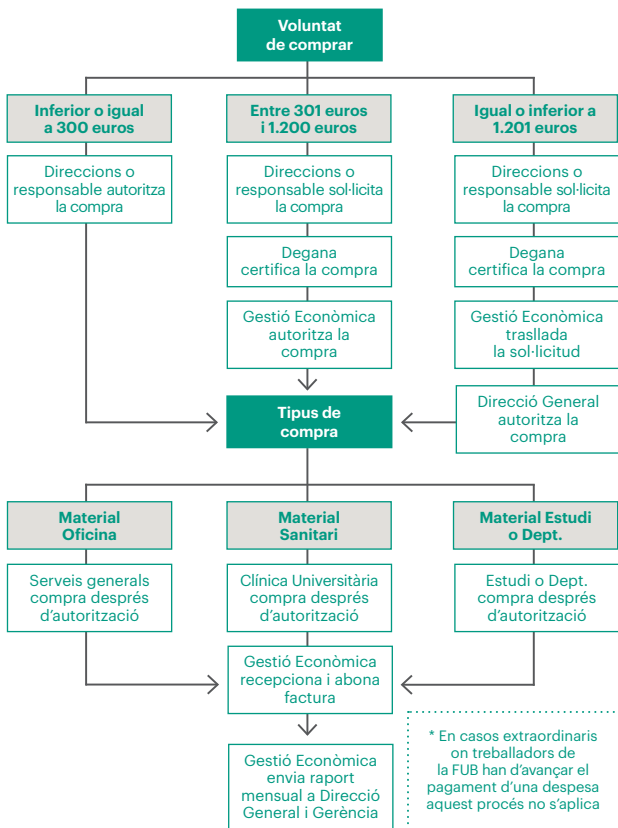 Voluntat
de comprar
Inferior o igual
a 300 euros
Entre 301 euros
i 1.200 euros
Igual o inferior a
1.201 euros
Direccions o
responsable autoritza
la compra
Direccions o
responsable sol·licita
la compra
Direccions o
responsable sol·licita
la compra
Degana
certifica la compra
Degana
certifica la compra
Gestió Econòmica
autoritza la
compra
Gestió Econòmica
trasllada
la sol·licitud
Direcció General
autoritza la
compra
Tipus de
compra
Material
Oficina
Material
Sanitari
Material Estudi
o Dept.
Serveis generals
compra després
d'autorització
Clínica Universitària
compra després
d'autorització
Estudi o Dept.
compra després
d'autorització
Gestió Econòmica
recepciona i abona
factura
Gestió Econòmica
envia raport
mensual a Direcció
General i Gerència
* En casos extraordinaris
on treballadors de
la FUB han d'avançar el
pagament d'una despesa
aquest procés no s'aplica